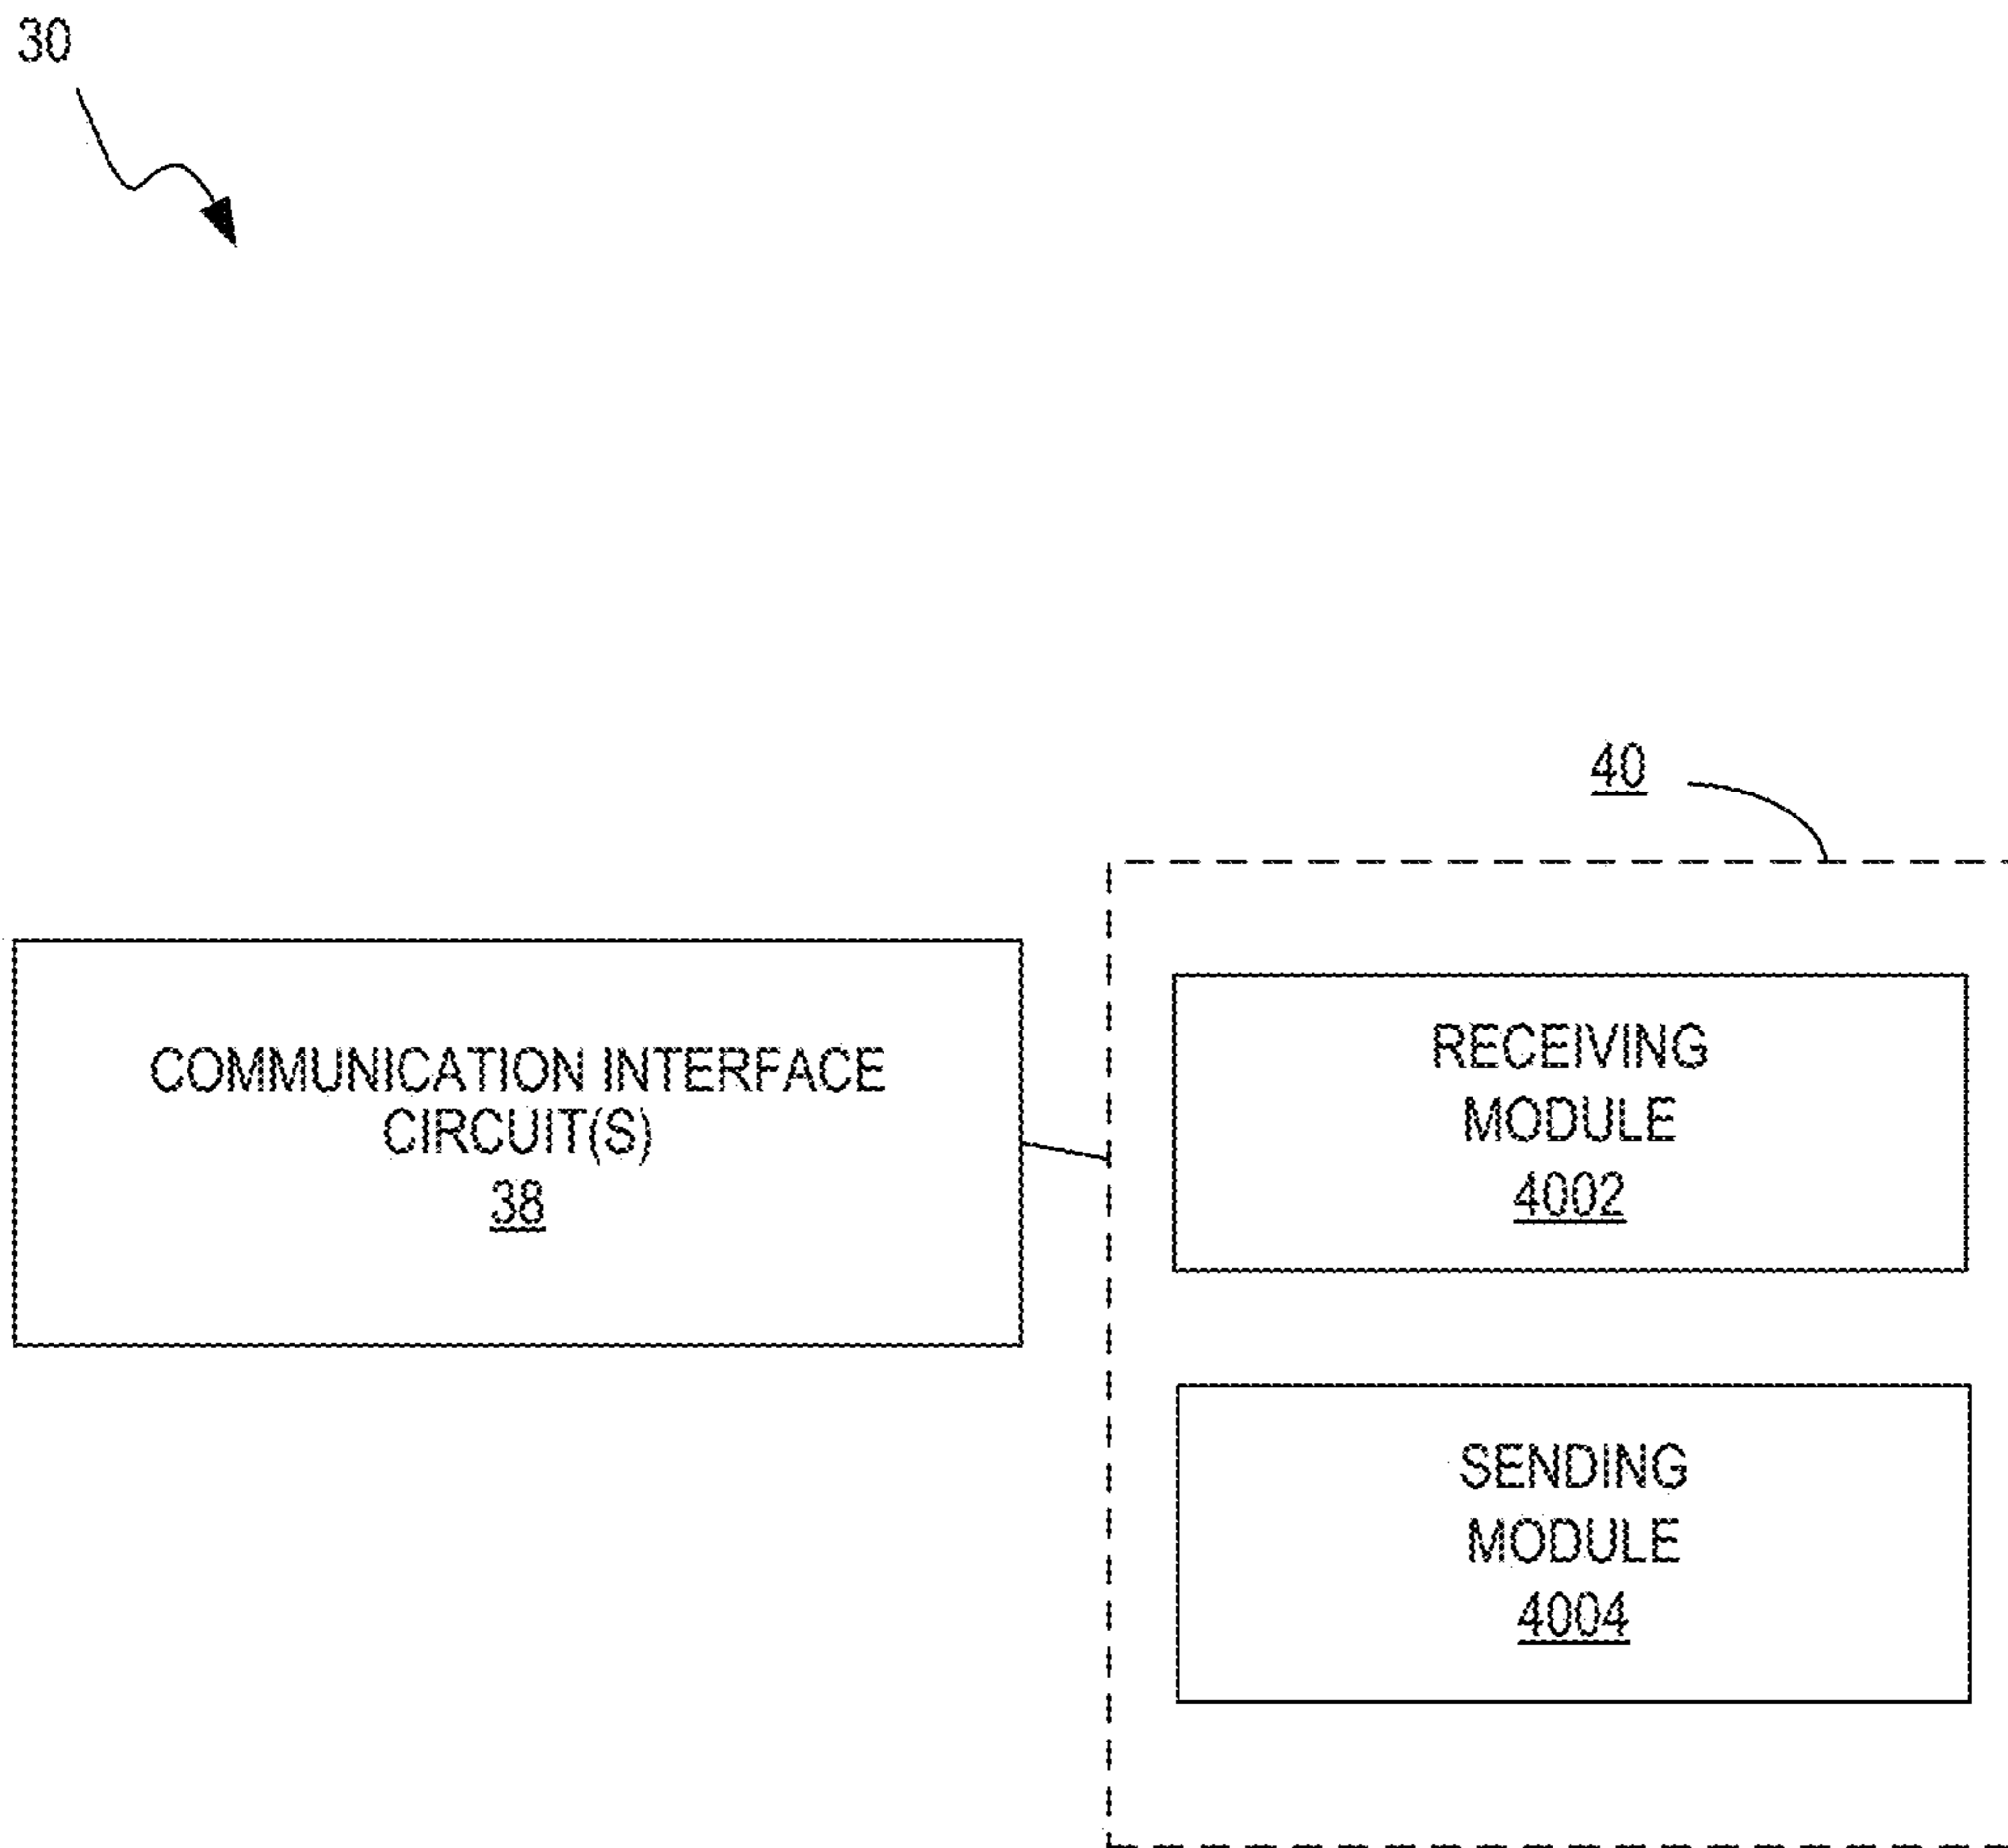 30
40
COMMUNICATION INTERFACE
CIRCUIT(S)
38
RECEIVING
MODULE
4002
SENDING
MODULE
4004